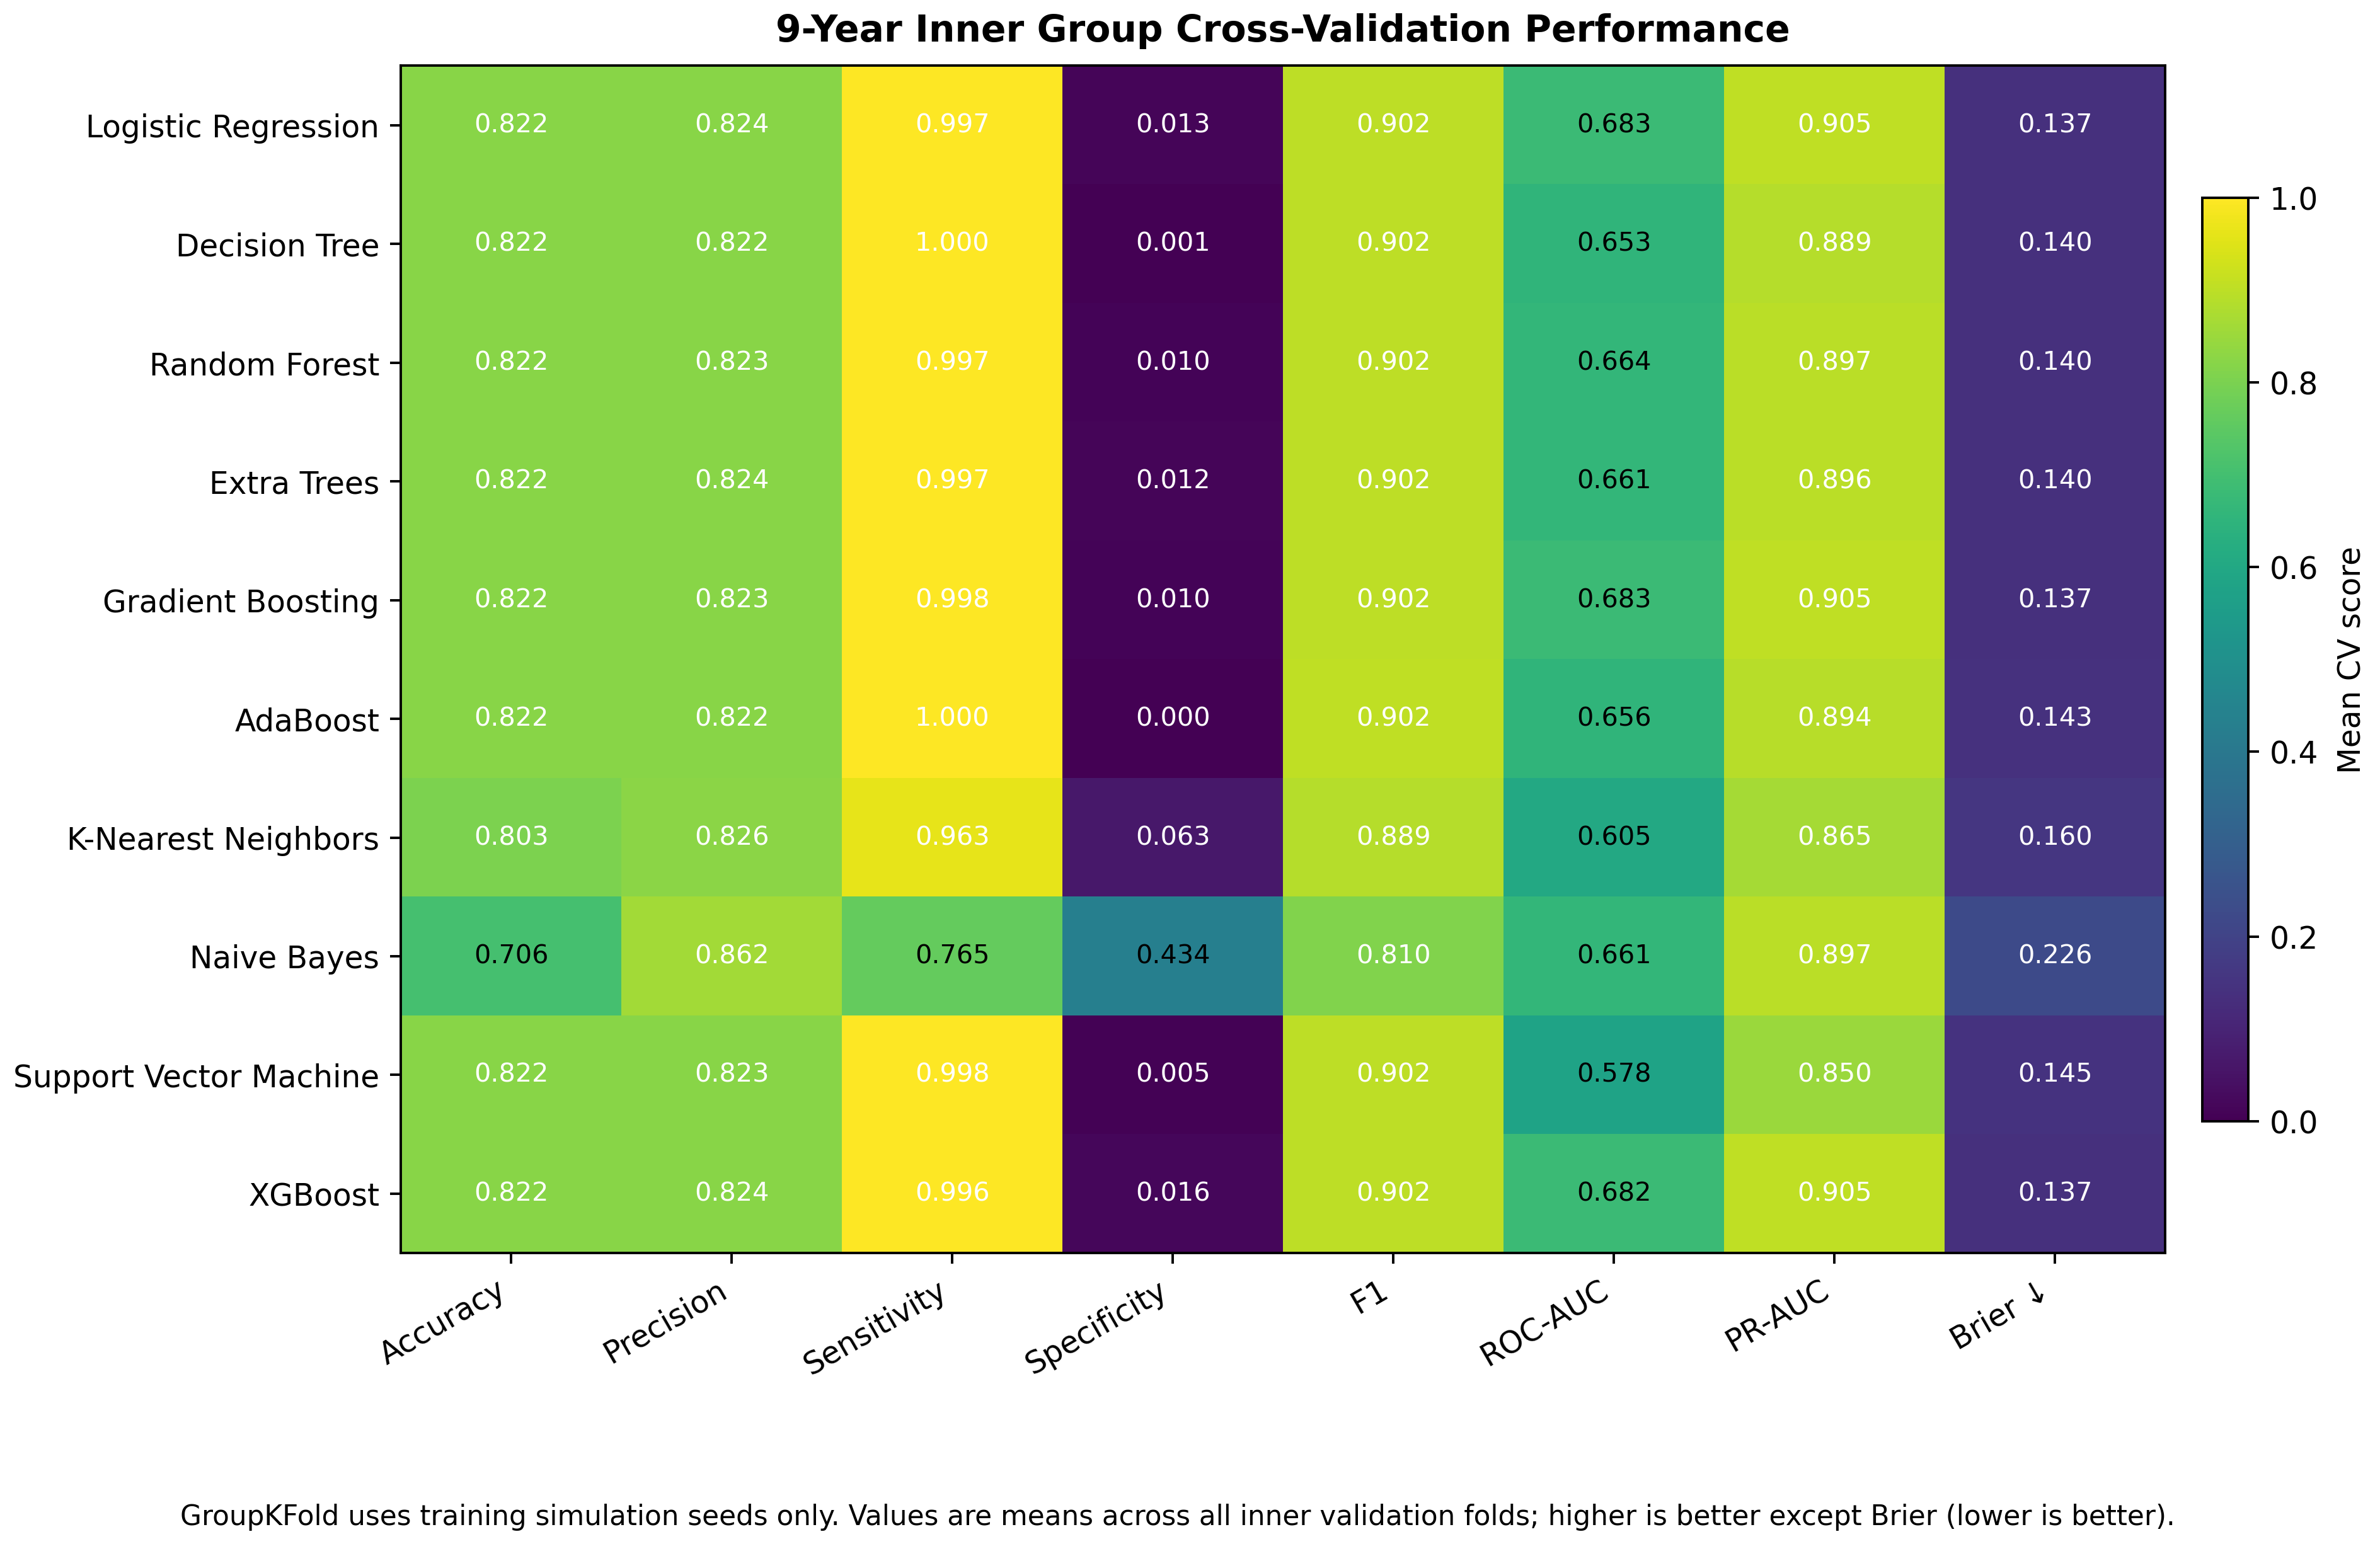 9-Year Inner Group Cross-Validation Performance
Logistic Regression 0.822 0.824 0.997 0.013 0.902 0.683 0.905 0.137
Decision Tree 0.822 0.822 1.000 0.001 0.902 0.653 0.889 0.140
Random Forest 0.822 0.823 0.997 0.010 0.902 0.664 0.897 0.140
Extra Trees 0.822 0.824 0.997 0.012 0.902 0.661 0.896 0.140
Gradient Boosting 0.822 0.823 0.998 0.010 0.902 0.683 0.905 0.137
AdaBoost 0.822 0.822 1.000 0.000 0.902 0.656 0.894 0.143
K-Nearest Neighbors 0.803 0.826 0.963 0.063 0.889 0.605 0.865 0.160
Naive Bayes 0.706 0.862 0.765 0.434 0.810 0.661 0.897 0.226
Support Vector Machine 0.822 0.823 0.998 0.005 0.902 0.578 0.850 0.145
XGBoost 0.822 0.824 0.996 0.016 0.902 0.682 0.905 0.137
Accuracy Precision Sensitivity Specificity F1 ROC-AUC PR-AUC Brier ↓
1.0
0.8
0.6
0.4
0.2
0.0
Mean CV score
GroupKFold uses training simulation seeds only. Values are means across all inner validation folds; higher is better except Brier (lower is better).